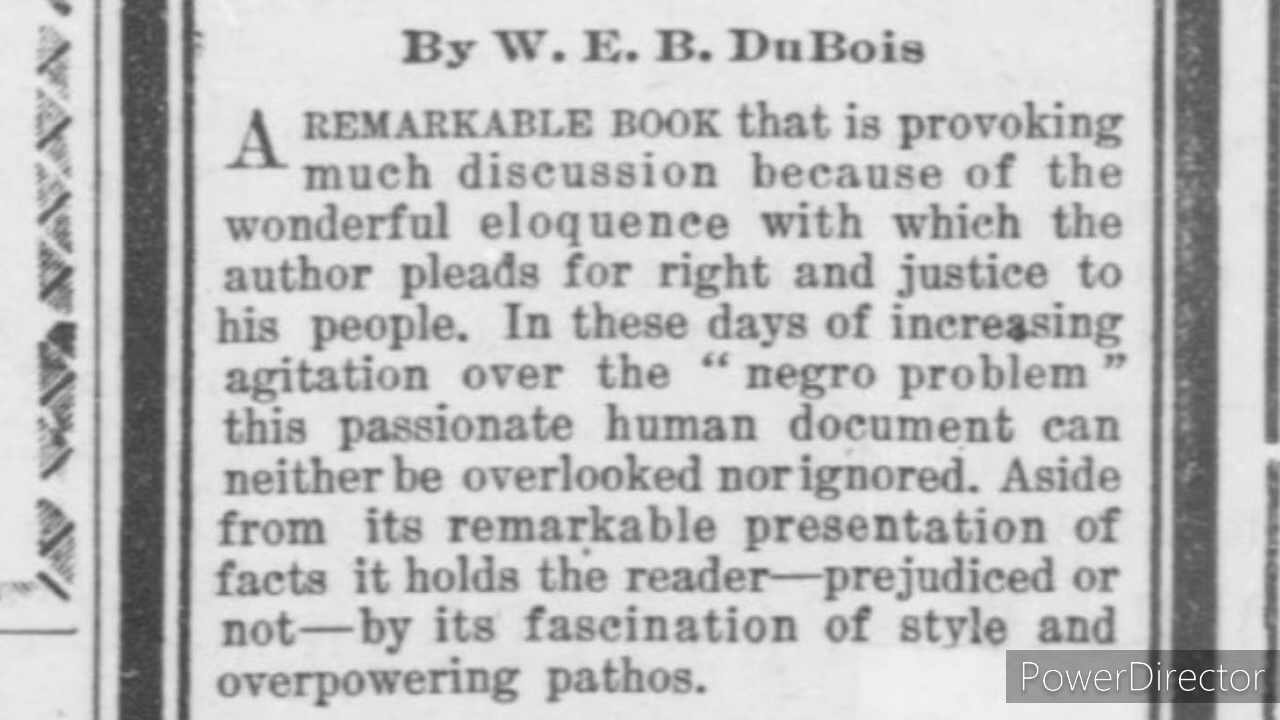 By W. E. B. DuBois
A REMARKABLE BOOK that is provoking
much discussion because of the
wonderful eloquence with which the
author pleads for right and justice to
his people. In these days of increasing
agitation over the “negro problem”
this passionate human document can
neither be overlooked nor ignored. Aside
from its remarkable presentation of
facts it holds the reader—prejudiced or
not—by its fascination of style and
overpowering pathos.
PowerDirector